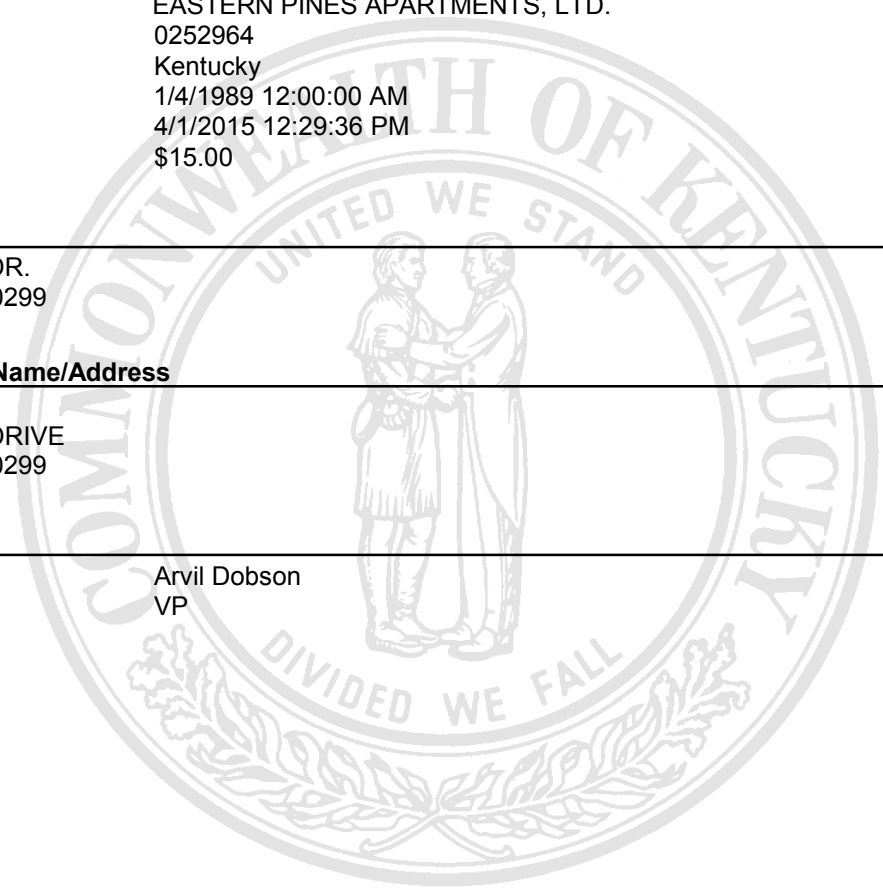 EASTERN PINES APARTMENTS, LTD.
0252964
Kentucky
1/4/1989 12:00:00 AM
4/1/2015 12:29:36 PM
$15.00
COMMONWEALTH OF KENTUCKY
UNITED WE STAND
DR.
0299
Name/Address
DRIVE
0299
Arvil Dobson
VP
DIVIDED WE FALL